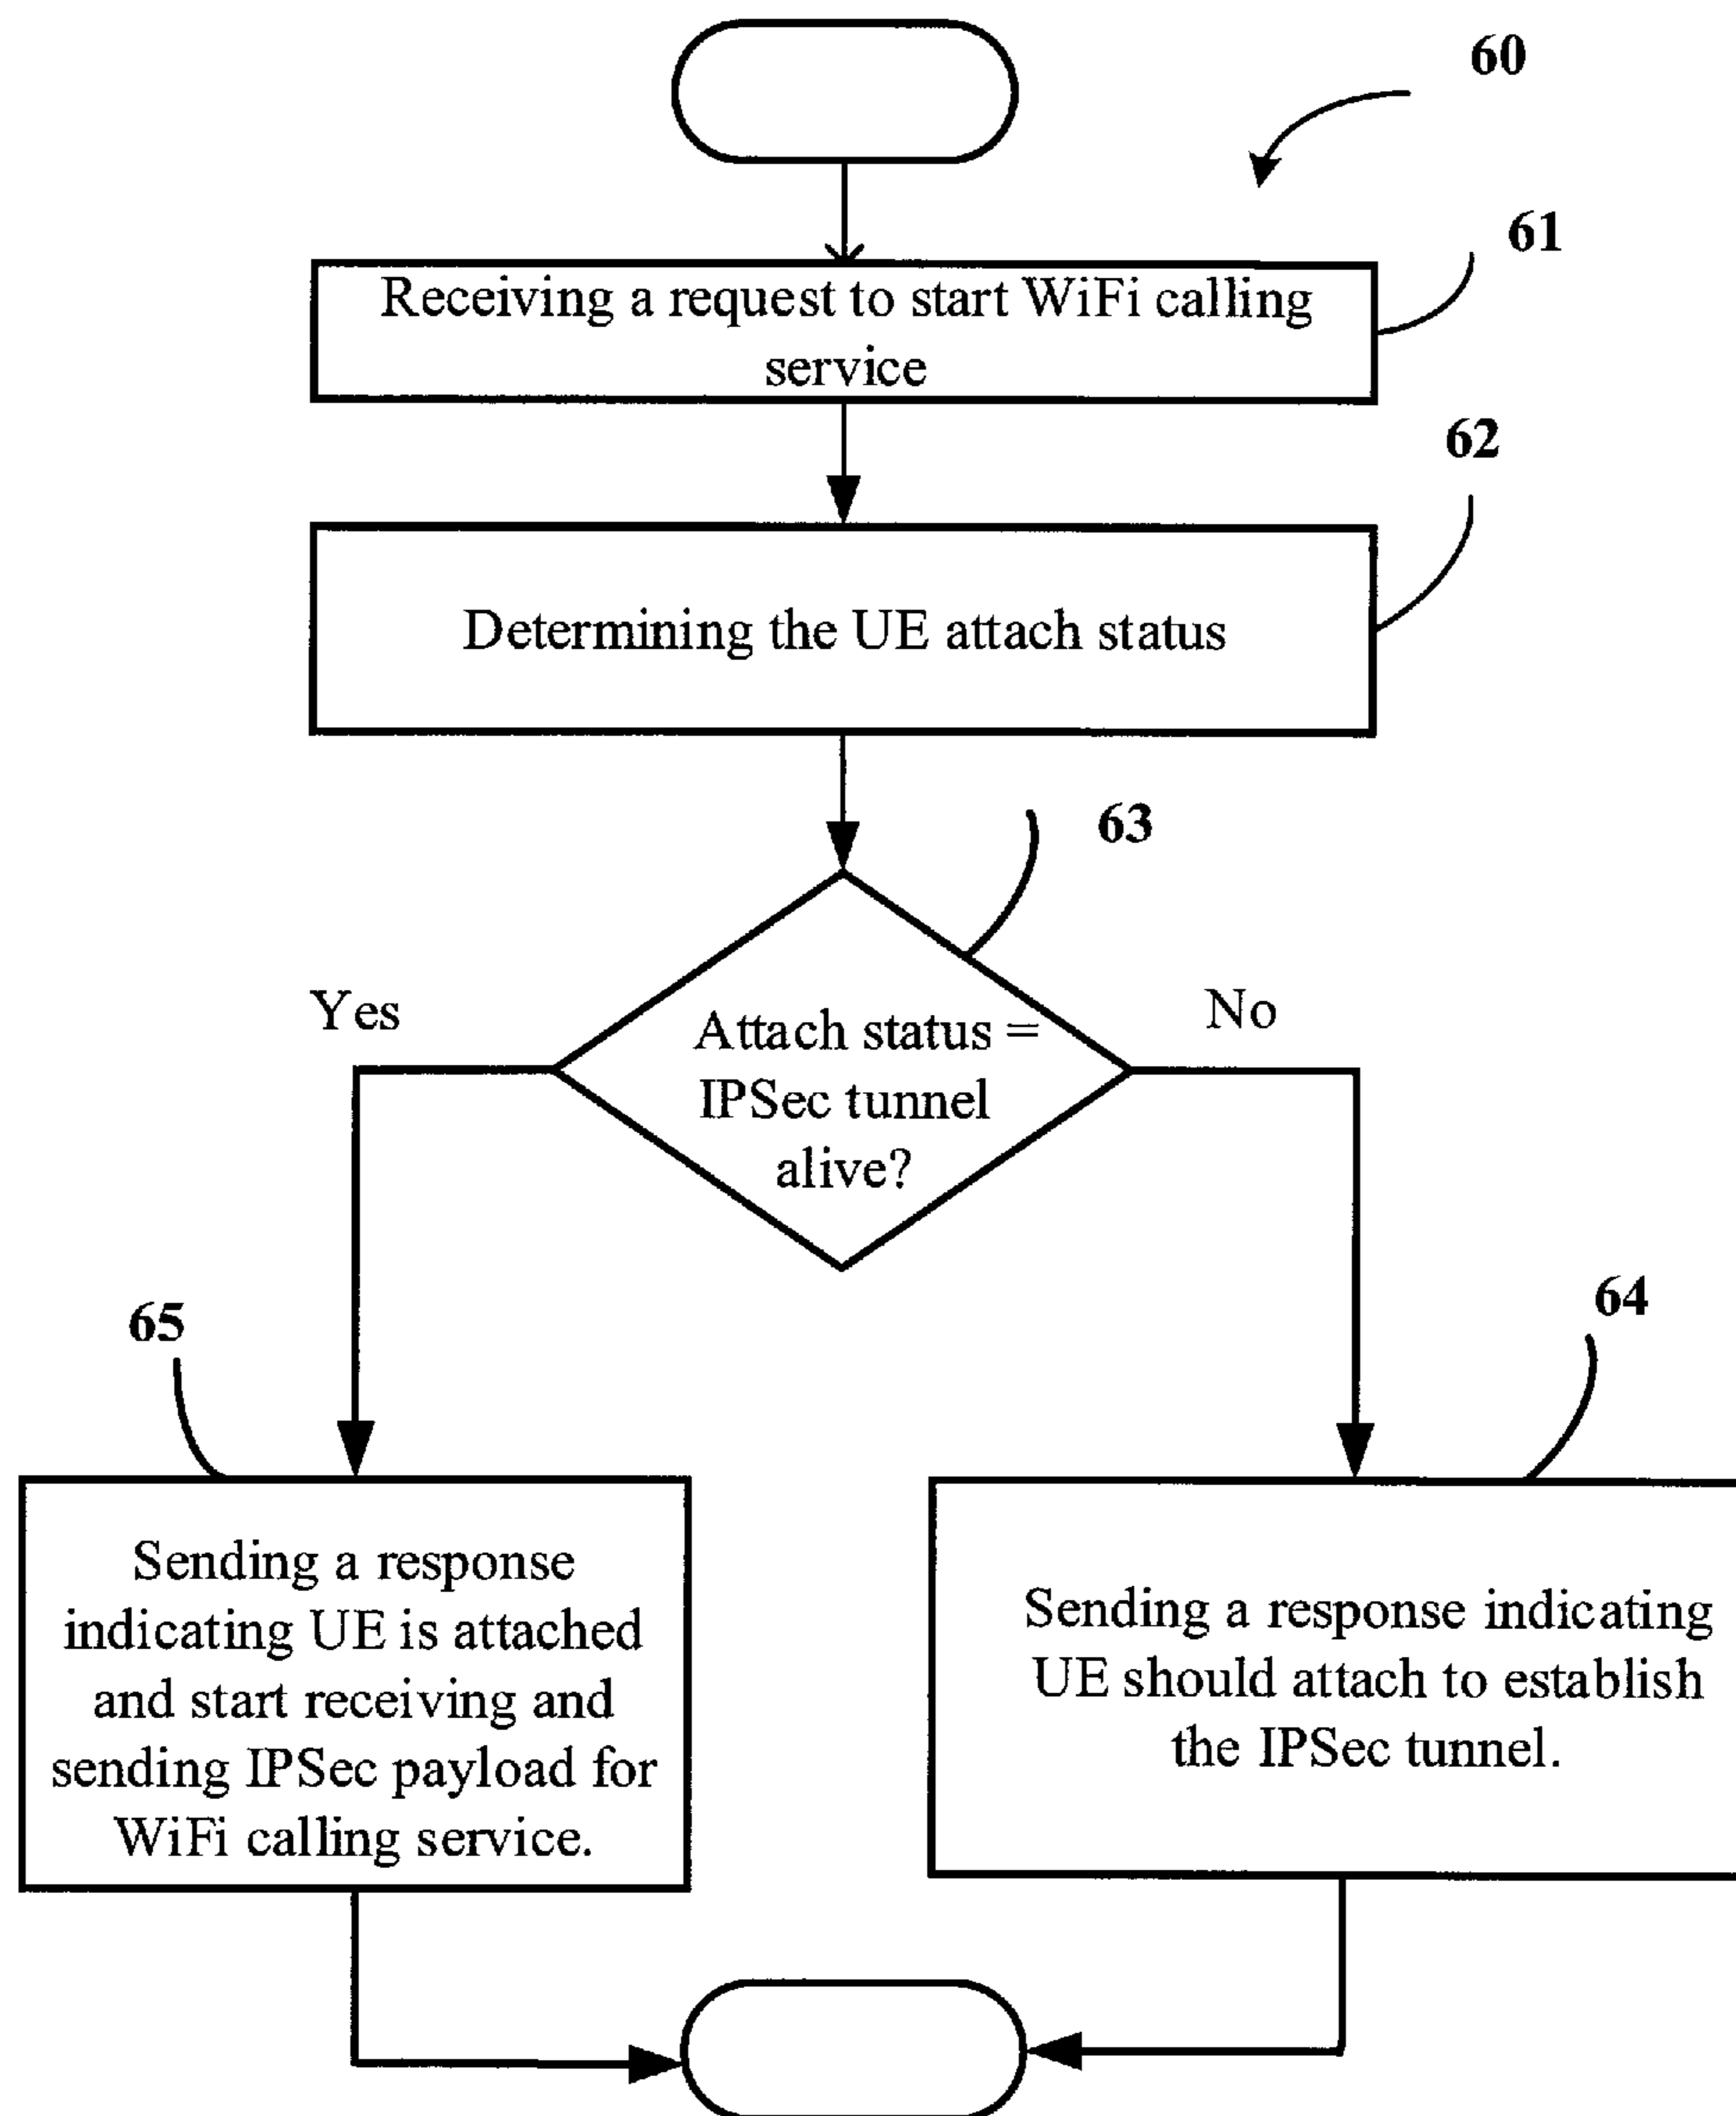 60
61
Receiving a request to start WiFi calling
service
62
Determining the UE attach status
63
Yes
No
Attach status =
IPSec tunnel
alive?
65
64
Sending a response
indicating UE is attached
and start receiving and
sending IPSec payload for
WiFi calling service.
Sending a response indicating
UE should attach to establish
the IPSec tunnel.